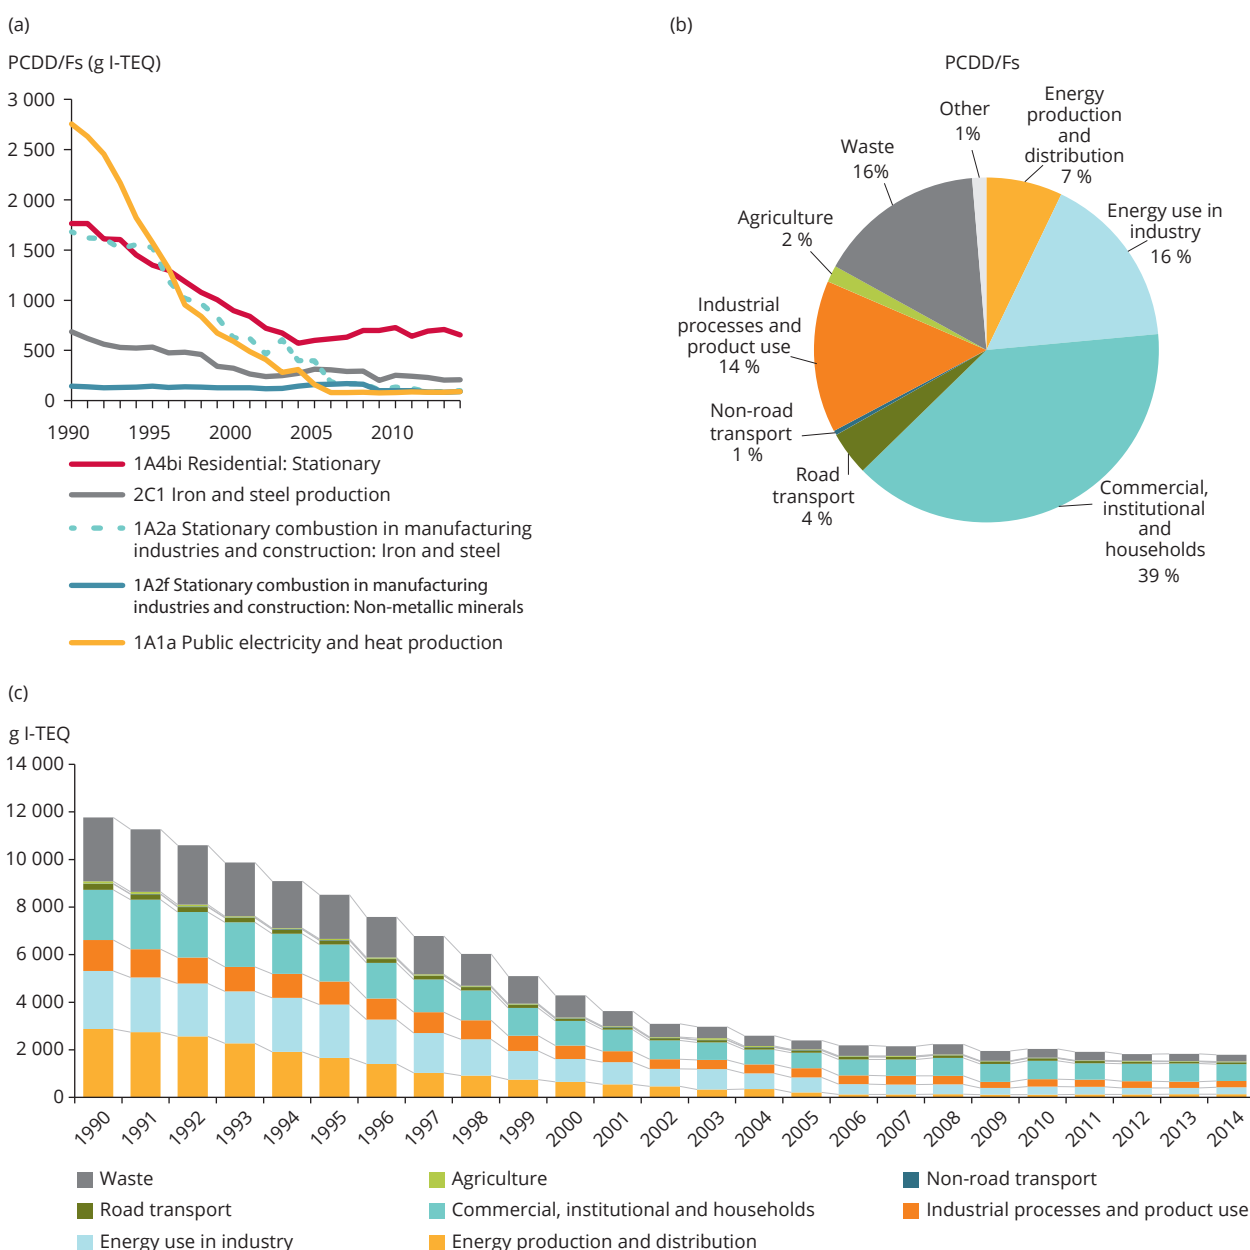 (a)
PCDD/Fs (g I-TEQ)
3 000
2 500
2 000
1 500
1 000
500
0
1990 1995 2000 2005 2010
1A4bi Residential: Stationary
2C1 Iron and steel production
1A2a Stationary combustion in manufacturing
industries and construction: Iron and steel
1A2f Stationary combustion in manufacturing
industries and construction: Non-metallic minerals
1A1a Public electricity and heat production
(b)
PCDD/Fs
Other
1%
Energy
production
and
distribution
7 %
Energy use in
industry
16 %
Commercial,
institutional
and
households
39 %
Road
transport
4 %
Non-road
transport
1 %
Industrial
processes and
product use
14 %
Agriculture
2 %
Waste
16%
(c)
g I-TEQ
14 000
12 000
10 000
8 000
6 000
4 000
2 000
0
1990 1991 1992 1993 1994 1995 1996 1997 1998 1999 2000 2001 2002 2003 2004 2005 2006 2007 2008 2009 2010 2011 2012 2013 2014
Waste Agriculture Non-road transport
Road transport Commercial, institutional and households Industrial processes and product use
Energy use in industry Energy production and distribution